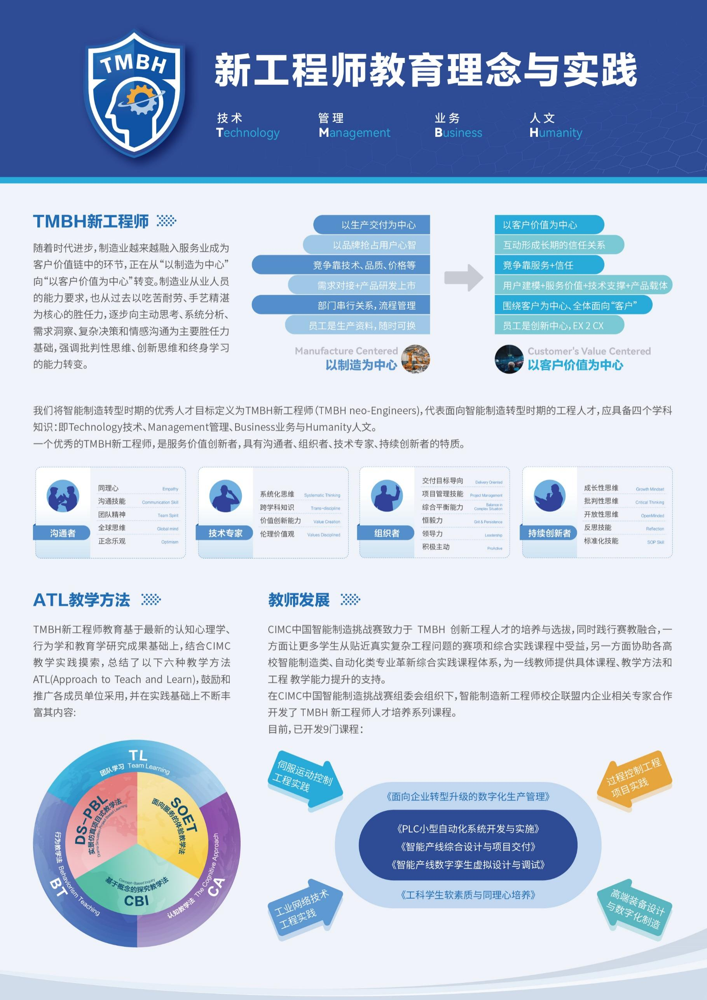 TMBH
新工程师教育理念与实践
技术
Technology
管理
Management
业务
Business
人文
Humanity
TMBH新工程师
随着时代进步，制造业越来越融入服务业成为
客户价值链中的环节，正在从“以制造为中心”
向“以客户价值为中心”转变。制造业从业人员
的能力要求，也从过去以吃苦耐劳、手艺精湛
为核心的胜任力，逐步向主动思考、系统分析、
需求洞察、复杂决策和情感沟通为主要胜任力
基础，强调批判性思维、创新思维和终身学习
的能力转变。
以生产交付为中心
以品牌抢占用户心智
竞争靠技术、品质、价格等
需求对接+产品研发上市
部门串行关系，流程管理
员工是生产资料，随时可换
Manufacture Centered
以制造为中心
以客户价值为中心
互动形成长期的信任关系
竞争靠服务+信任
用户建模+服务价值+技术支撑+产品载体
围绕客户为中心、全体面向“客户”
员工是创新中心，EX 2 CX
Customer's Value Centered
以客户价值为中心
我们将智能制造转型时期的优秀人才目标定义为TMBH新工程师（TMBH neo-Engineers)，代表面向智能制造转型时期的工程人才，应具备四个学科
知识：即Technology技术、Management管理、Business业务与Humanity人文。
一个优秀的TMBH新工程师，是服务价值创新者，具有沟通者、组织者、技术专家、持续创新者的特质。
沟通者
同理心 Empathy
沟通技能 Communication Skill
团队精神 Team Spirit
全球思维 Global mind
正念乐观 Optimism
技术专家
系统化思维 Systematic Thinking
跨学科知识 Trans-discipline
价值创新能力 Value Creation
伦理价值观 Values Disciplined
组织者
交付目标导向 Delivery Oriented
项目管理技能 Project Management
综合平衡能力 Balance in
Complex Situation
恒毅力 Grit & Persistence
领导力 Leadership
积极主动 ProActive
持续创新者
成长性思维 Growth Mindset
批判性思维 Critical Thinking
开放性思维 OpenMinded
反思技能 Reflection
标准化技能 SOP Skill
ATL教学方法
TMBH新工程师教育基于最新的认知心理学、
行为学和教育学研究成果基础上，结合CIMC
教学实践摸索，总结了以下六种教学方法
ATL(Approach to Teach and Learn)，鼓励和
推广各成员单位采用，并在实践基础上不断丰
富其内容:
TL
团队学习 Team Learning
DS-PBL
实景仿真项目式教学法
Drama Simulation Project Based Learning
SOET
面向服务的体验教学法
Concept-Based Inquiry
基于概念的探究教学法
CBI
行为教学法 Behaviorism Teaching
BT
认知教学法 The Cognitive Approach
CA
教师发展
CIMC中国智能制造挑战赛致力于 TMBH 创新工程人才的培养与选拔，同时践行赛教融合，一
方面让更多学生从贴近真实复杂工程问题的赛项和综合实践课程中受益，另一方面协助各高
校智能制造类、自动化类专业革新综合实践课程体系，为一线教师提供具体课程、教学方法和
工程 教学能力提升的支持。
在CIMC中国智能制造挑战赛组委会组织下，智能制造新工程师校企联盟内企业相关专家合作
开发了 TMBH 新工程师人才培养系列课程。
目前，已开发9门课程：
伺服运动控制
工程实践
过程控制工程
项目实践
《面向企业转型升级的数字化生产管理》
《PLC小型自动化系统开发与实施》
《智能产线综合设计与项目交付》
《智能产线数字孪生虚拟设计与调试》
《工科学生软素质与同理心培养》
工业网络技术
工程实践
高端装备设计
与数字化制造